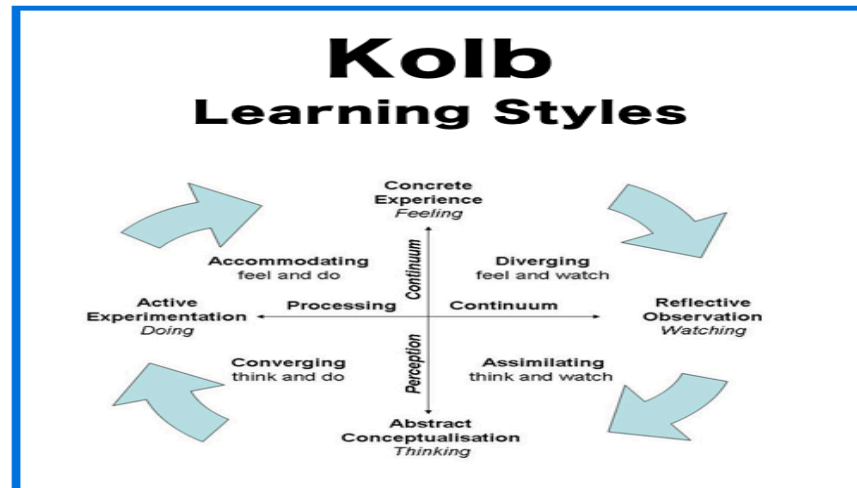 Kolb
Learning Styles
Concrete
Experience
Feeling
Accommodating
feel and do
Continuum
Diverging
feel and watch
Active
Experimentation
Doing
Processing
Continuum
Reflective
Observation
Watching
Converging
think and do
Perception
Assimilating
think and watch
Abstract
Conceptualisation
Thinking